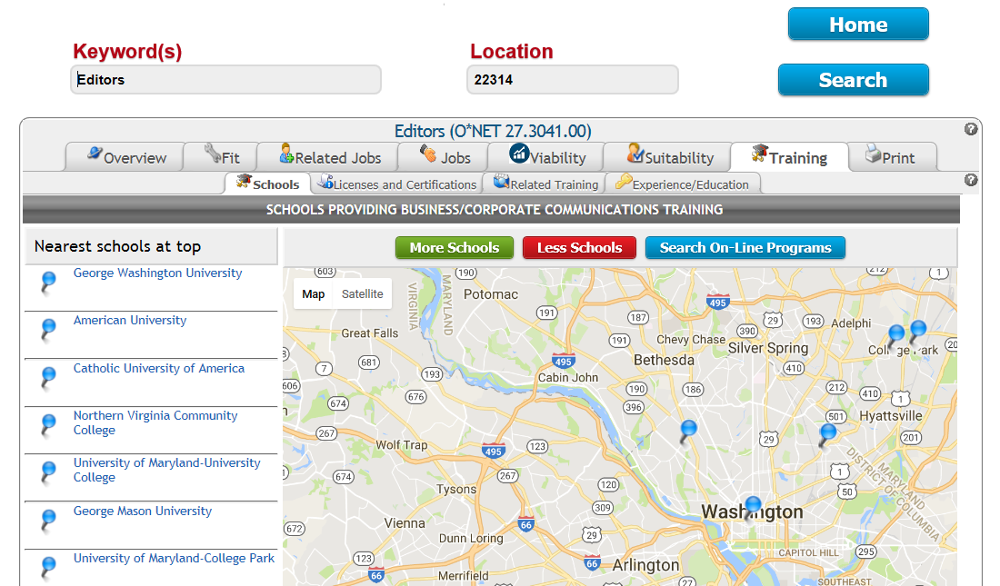 Home
Keyword(s)
Location
Editors
22314
Search
Editors (O*NET 27.3041.00)
Overview
Fit
Related Jobs
Jobs
Viability
Suitability
Training
Print
Schools
Licenses and Certifications
Related Training
Experience/Education
SCHOOLS PROVIDING BUSINESS/CORPORATE COMMUNICATIONS TRAINING
Nearest schools at top
More Schools
Less Schools
Search On-Line Programs
George Washington University
American University
Catholic University of America
Northern Virginia Community
College
University of Maryland-University
College
George Mason University
University of Maryland-College Park
Map
Satellite
603
190
212
1
VIRGINIA
MARYLAND
Potomac
495
191
187
29
193
Adelphi
390
Great Falls
Chevy Chase
191
Silver Spring
College Park
Bethesda
495
7
681
193
Cabin John
410
606
676
190
186
212
410
1
674
396
Hyattsville
501
267
29
201
Wolf Trap
495
123
MARYLAND
DISTRICT OF COLUMBIA
674
267
1
Tysons
120
50
309
Washington
672
Vienna
66
29
Dunn Loring
CAPITOL HILL
295
123
66
66
Arlington
Merrifield
27
SOUTHEAST